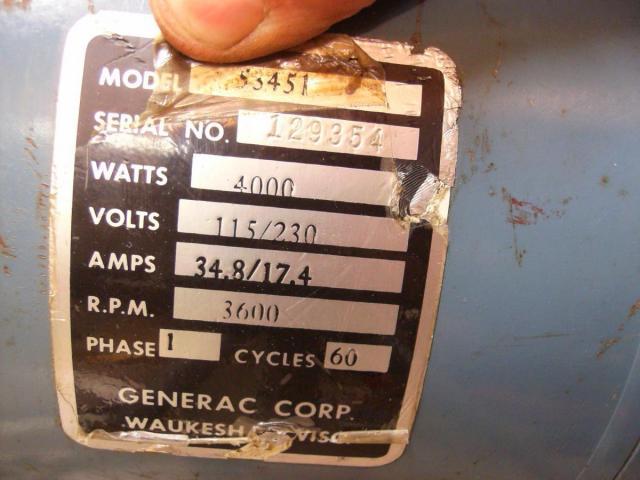 MODEL S3451
SERIAL NO. 129354
WATTS 4000
VOLTS 115/230
AMPS 34.8/17.4
R.P.M. 3600
PHASE 1 CYCLES 60
GENERAC CORP.
WAUKESHA WISC.